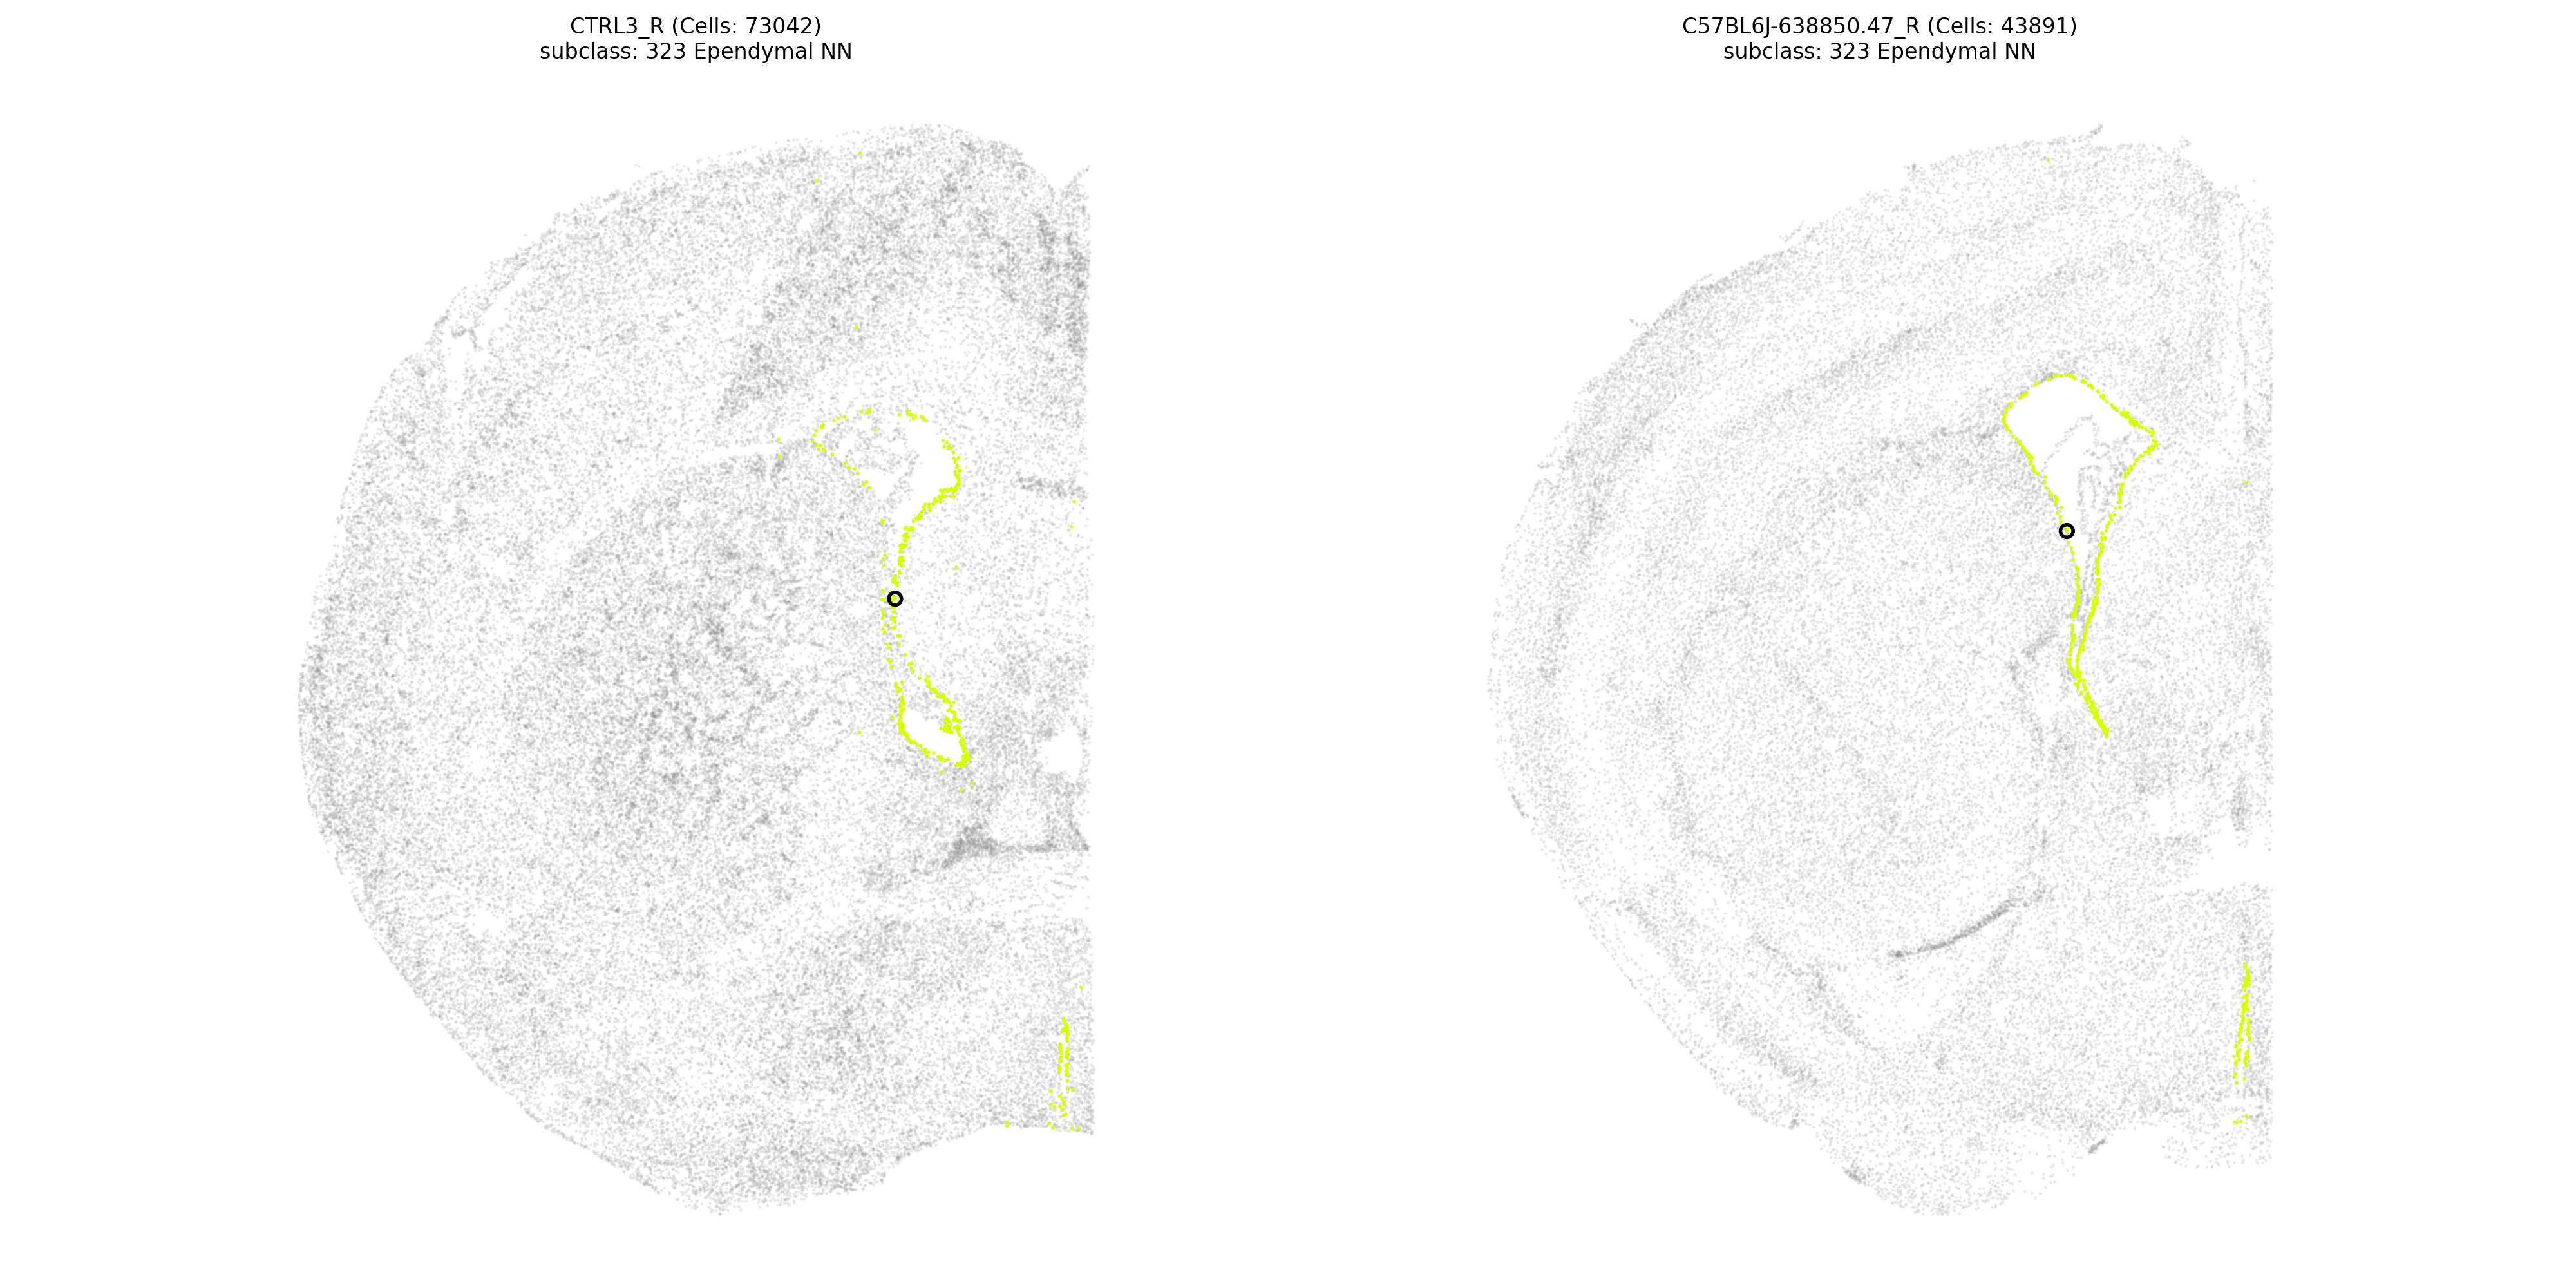 CTRL3_R (Cells: 73042)
subclass: 323 Ependymal NN
C57BL6J-638850.47_R (Cells: 43891)
subclass: 323 Ependymal NN